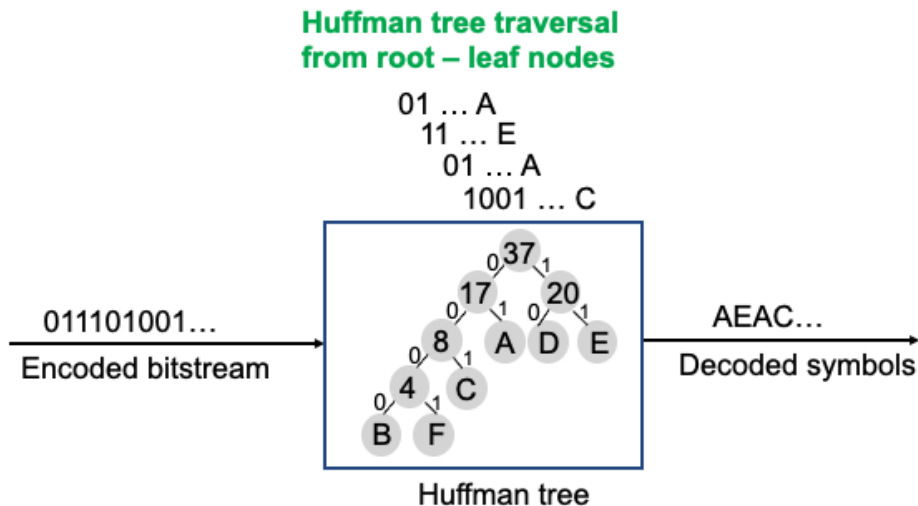 Huffman tree traversal
from root – leaf nodes
01 … A
11 … E
01 … A
1001 … C
37
0 1
17 20
0 1 0 1
8 A D E
0 1
4 C
0 1
B F
011101001…
Encoded bitstream
AEAC…
Decoded symbols
Huffman tree